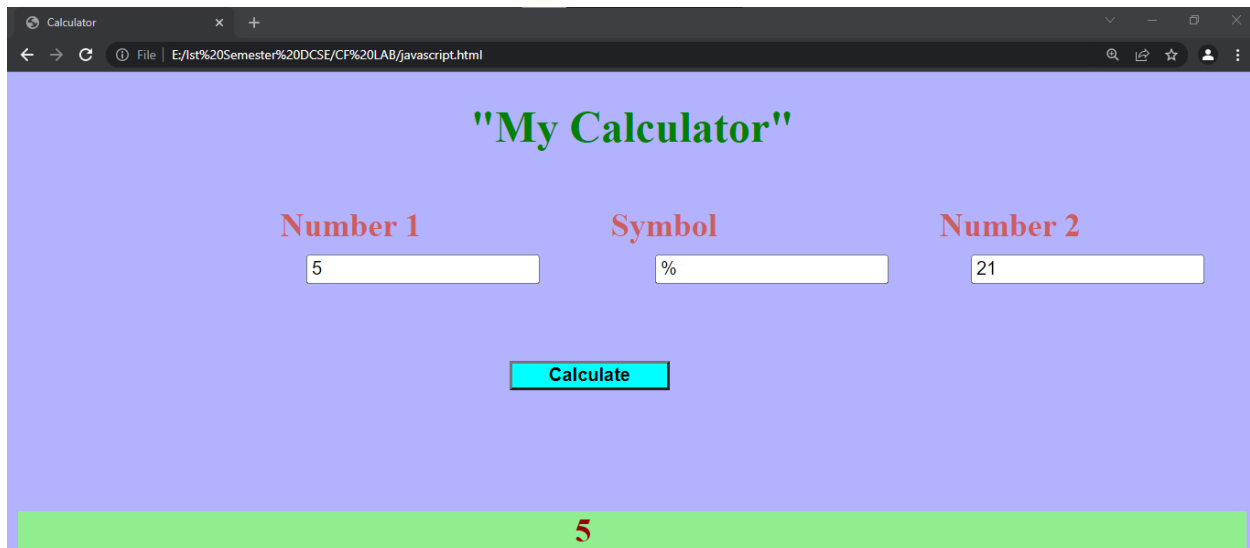 Calculator
File E:/Ist%20Semester%20DCSE/CF%20LAB/javascript.html
"My Calculator"
Number 1 Symbol Number 2
5 % 21
Calculate
5